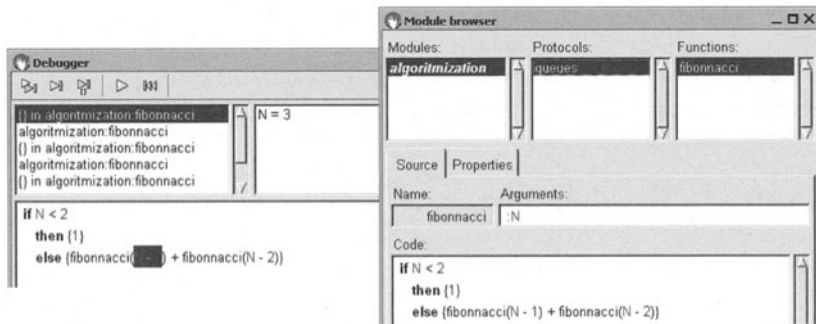 Debugger
{} in algoritmization:fibonnacci
algoritmization:fibonnacci
{} in algoritmization:fibonnacci
algoritmization:fibonnacci
{} in algoritmization:fibonnacci
N = 3
if N < 2
then {1}
else {fibonnacci( ) + fibonnacci(N - 2)}
Module browser
Modules:
Protocols:
Functions:
algoritmization
queues
fibonnacci
Source
Properties
Name:
Arguments:
fibonnacci
:N
Code:
if N < 2
then {1}
else {fibonnacci(N - 1) + fibonnacci(N - 2)}